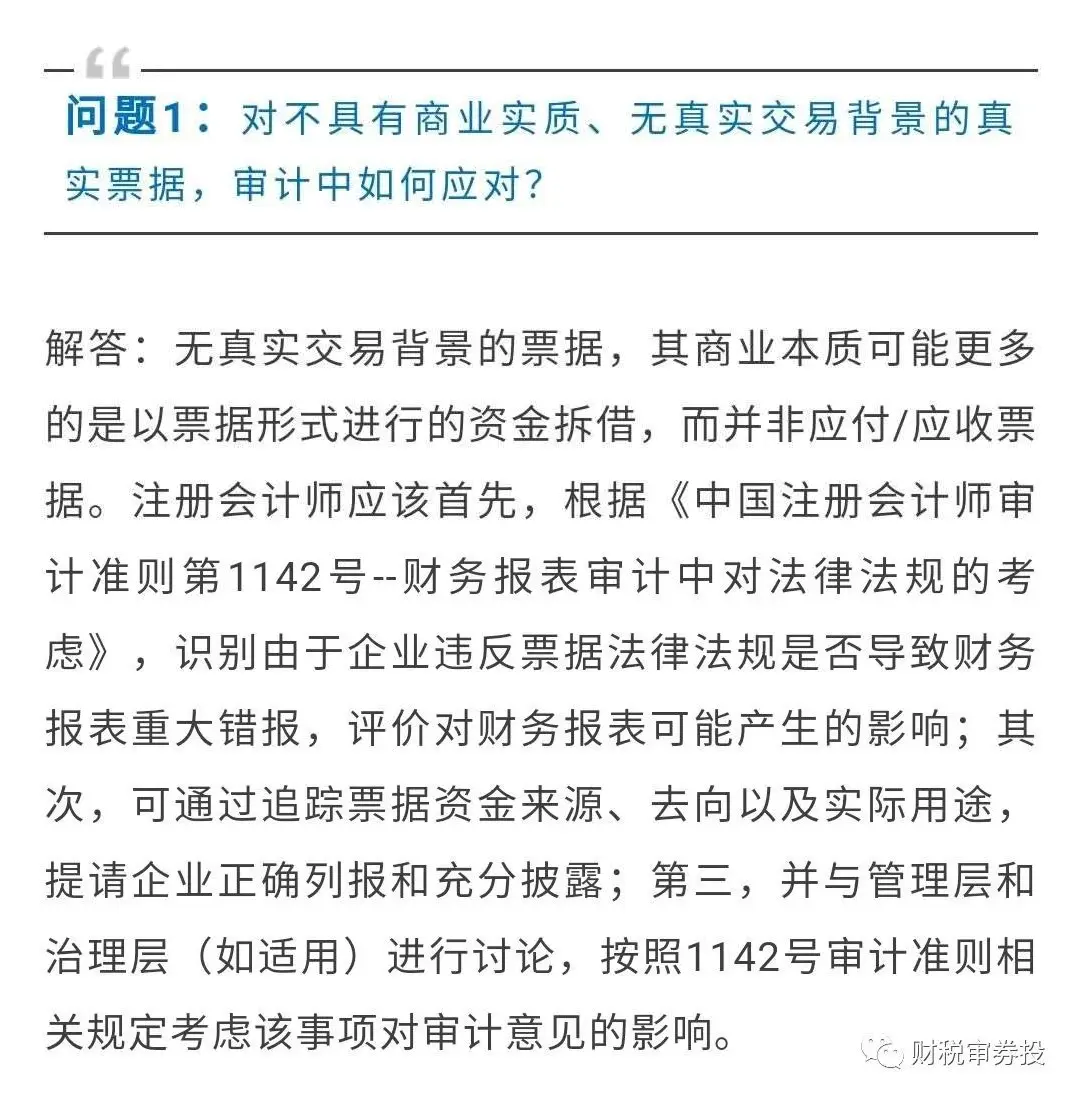 问题1：对不具有商业实质、无真实交易背景的真
实票据，审计中如何应对？
解答：无真实交易背景的票据，其商业本质可能更多
的是以票据形式进行的资金拆借，而并非应付/应收票
据。注册会计师应该首先，根据《中国注册会计师审
计准则第1142号--财务报表审计中对法律法规的考
虑》，识别由于企业违反票据法律法规是否导致财务
报表重大错报，评价对财务报表可能产生的影响；其
次，可通过追踪票据资金来源、去向以及实际用途，
提请企业正确列报和充分披露；第三，并与管理层和
治理层（如适用）进行讨论，按照1142号审计准则相
关规定考虑该事项对审计意见的影响。
财税审券投